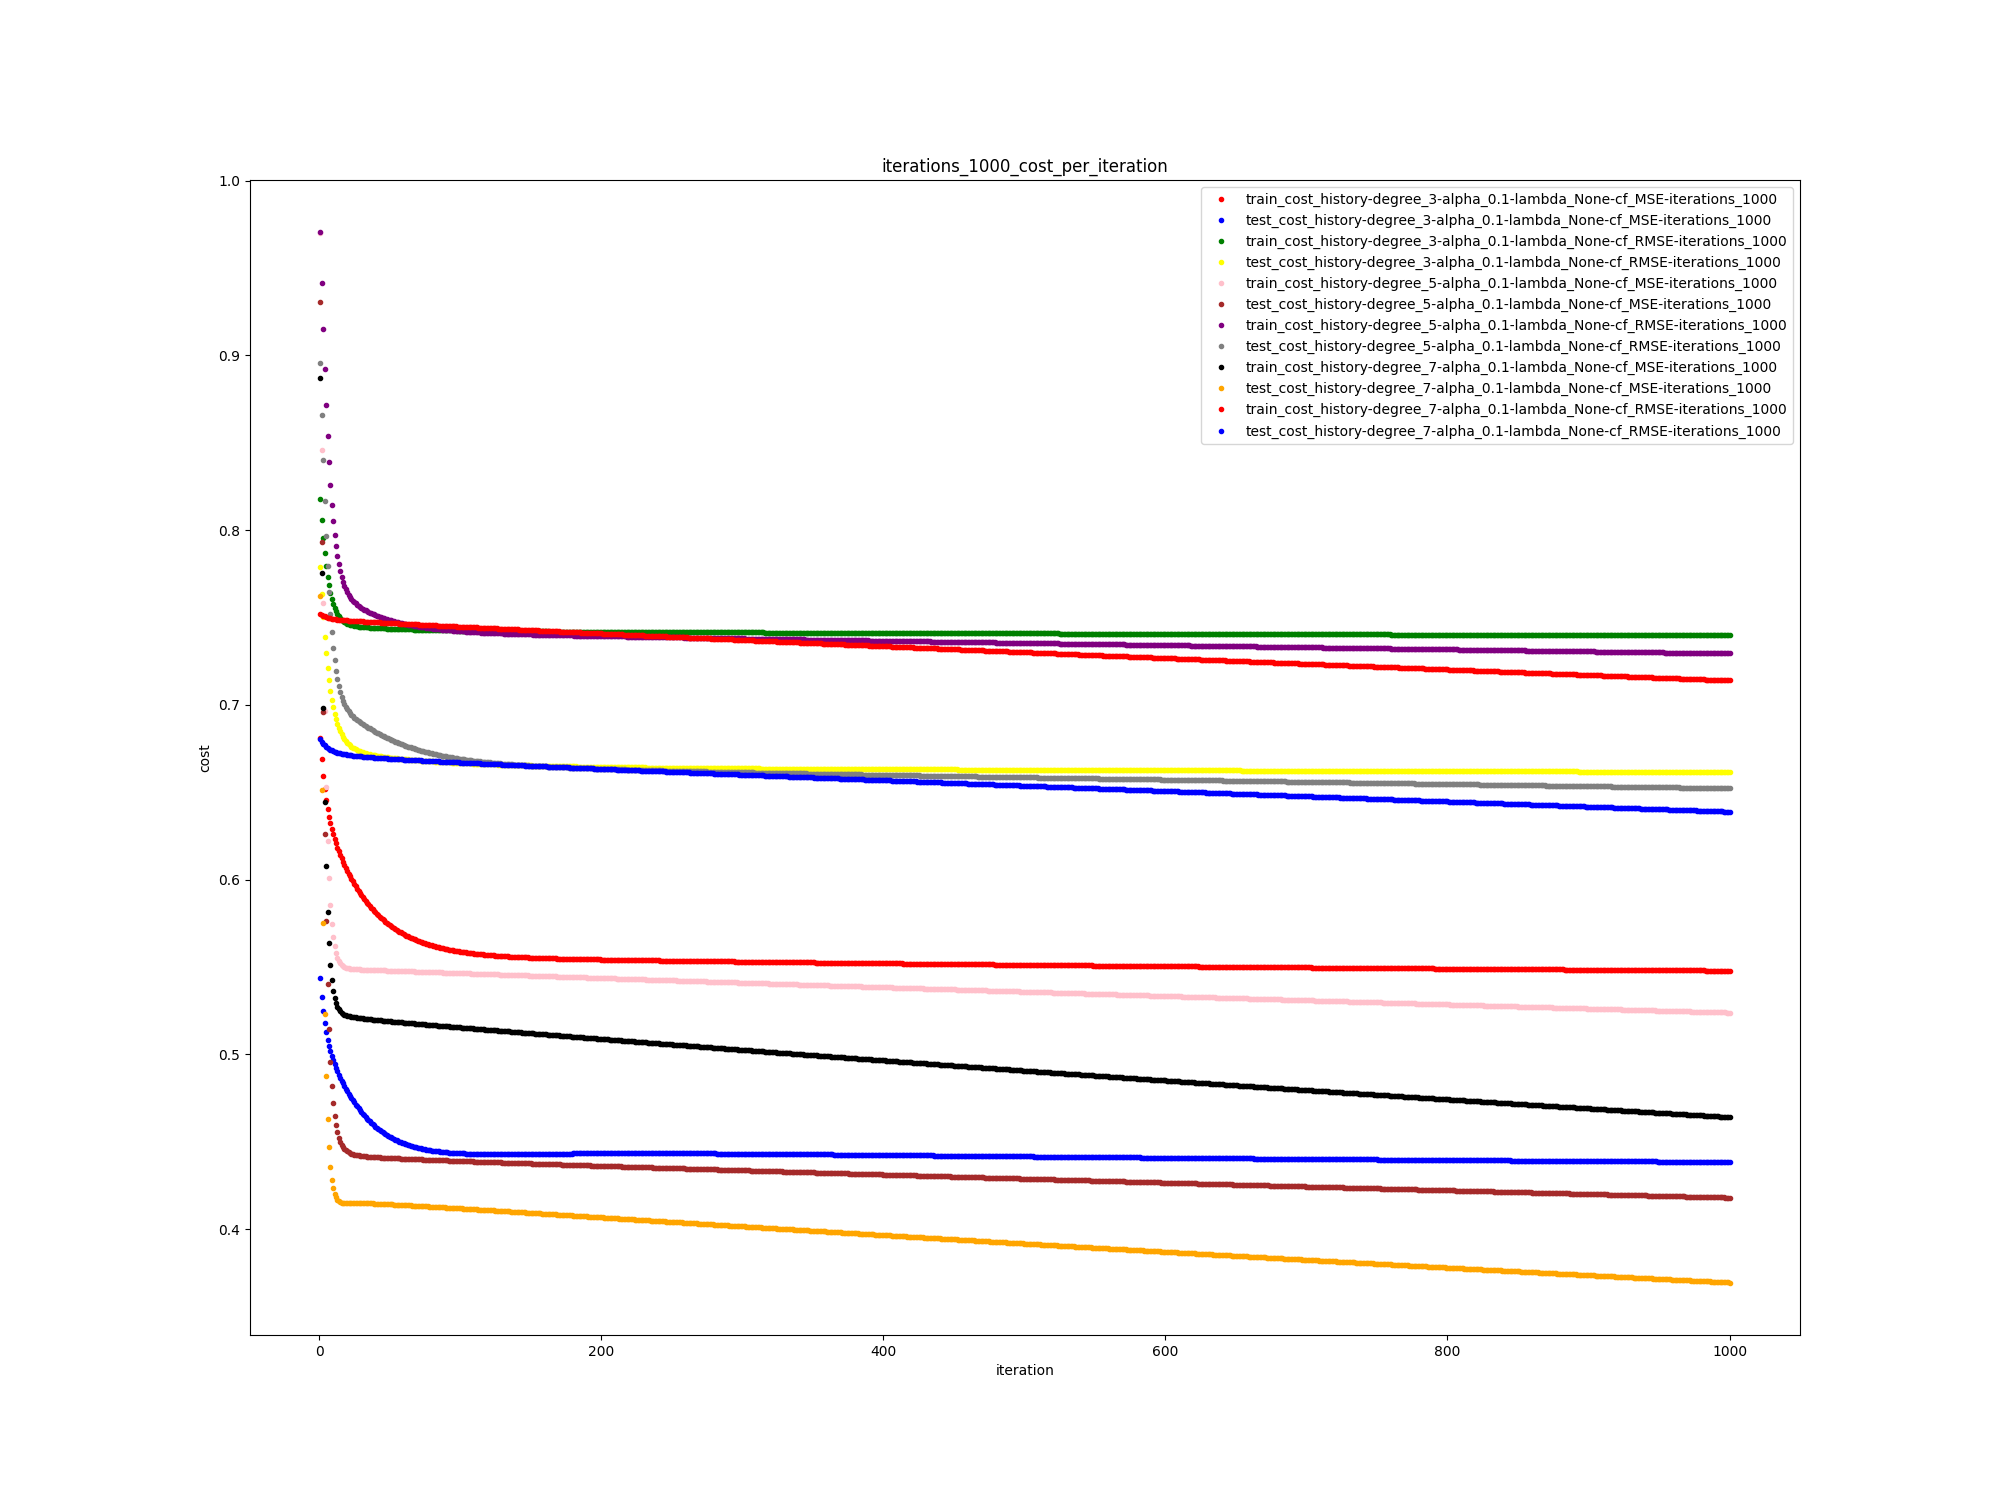 iterations_1000_cost_per_iteration
train_cost_history-degree_3-alpha_0.1-lambda_None-cf_MSE-iterations_1000
test_cost_history-degree_3-alpha_0.1-lambda_None-cf_MSE-iterations_1000
train_cost_history-degree_3-alpha_0.1-lambda_None-cf_RMSE-iterations_1000
test_cost_history-degree_3-alpha_0.1-lambda_None-cf_RMSE-iterations_1000
train_cost_history-degree_5-alpha_0.1-lambda_None-cf_MSE-iterations_1000
test_cost_history-degree_5-alpha_0.1-lambda_None-cf_MSE-iterations_1000
train_cost_history-degree_5-alpha_0.1-lambda_None-cf_RMSE-iterations_1000
test_cost_history-degree_5-alpha_0.1-lambda_None-cf_RMSE-iterations_1000
train_cost_history-degree_7-alpha_0.1-lambda_None-cf_MSE-iterations_1000
test_cost_history-degree_7-alpha_0.1-lambda_None-cf_MSE-iterations_1000
train_cost_history-degree_7-alpha_0.1-lambda_None-cf_RMSE-iterations_1000
test_cost_history-degree_7-alpha_0.1-lambda_None-cf_RMSE-iterations_1000
1.0
0.9
0.8
0.7
0.6
0.5
0.4
cost
0 200 400 600 800 1000
iteration